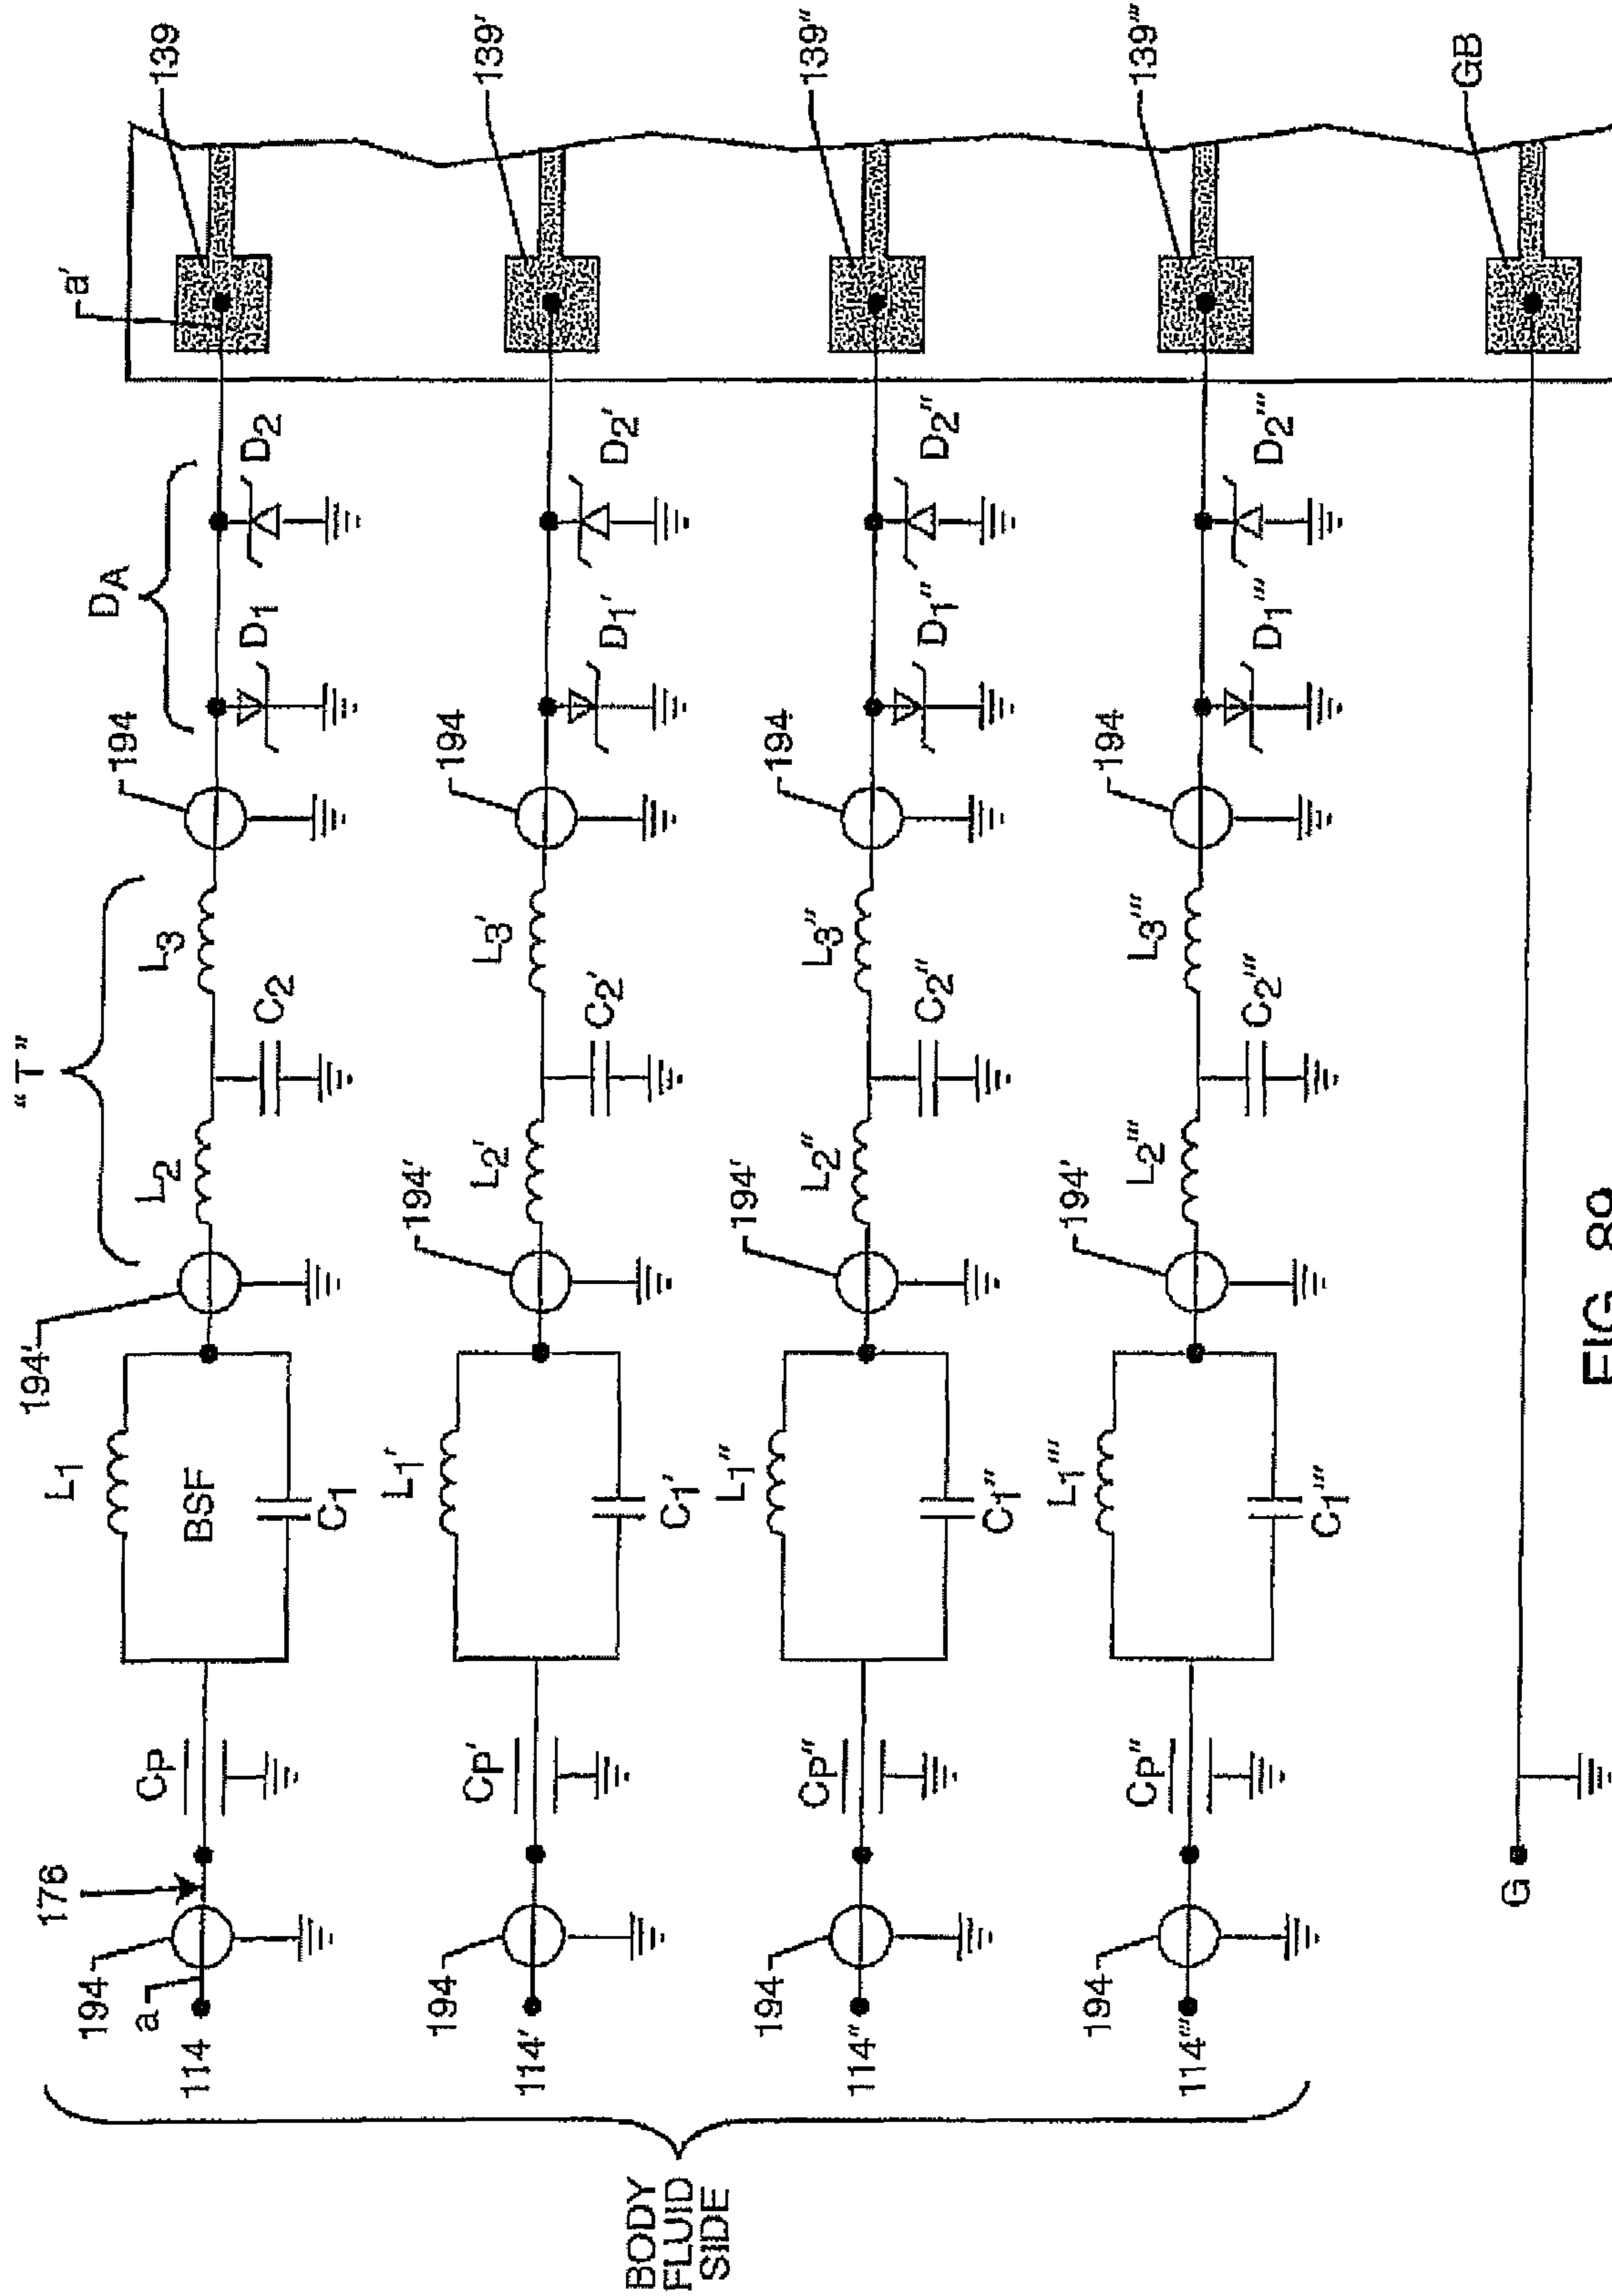 176
194
a
114
CP
L1
BSF
C1
194'
"T"
L2
C2
L3
194
DA
D1
D2
a'
139
194
114'
CP'
L1'
C1'
194'
L2'
C2'
L3'
194
D1'
D2'
139'
194
114"
CP"
L1"
C1"
194'
L2"
C2"
L3"
194
D1"
D2"
139"
194
114'"
CP"
L1'"
C1'"
194'
L2'"
C2'"
L3'"
194
D1'"
D2'"
139'"
BODY
FLUID
SIDE
G
GB
FIG. 89